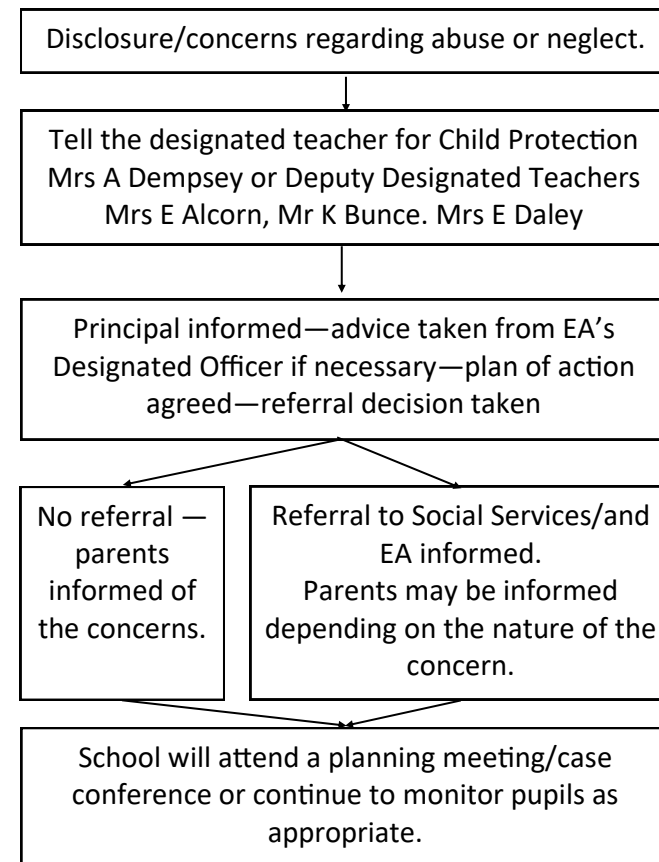 Disclosure/concerns regarding abuse or neglect.
Tell the designated teacher for Child Protection
Mrs A Dempsey or Deputy Designated Teachers
Mrs E Alcorn, Mr K Bunce. Mrs E Daley
Principal informed—advice taken from EA’s
Designated Officer if necessary—plan of action
agreed—referral decision taken
No referral —
parents
informed of
the concerns.
Referral to Social Services/and
EA informed.
Parents may be informed
depending on the nature of the
concern.
School will attend a planning meeting/case
conference or continue to monitor pupils as
appropriate.